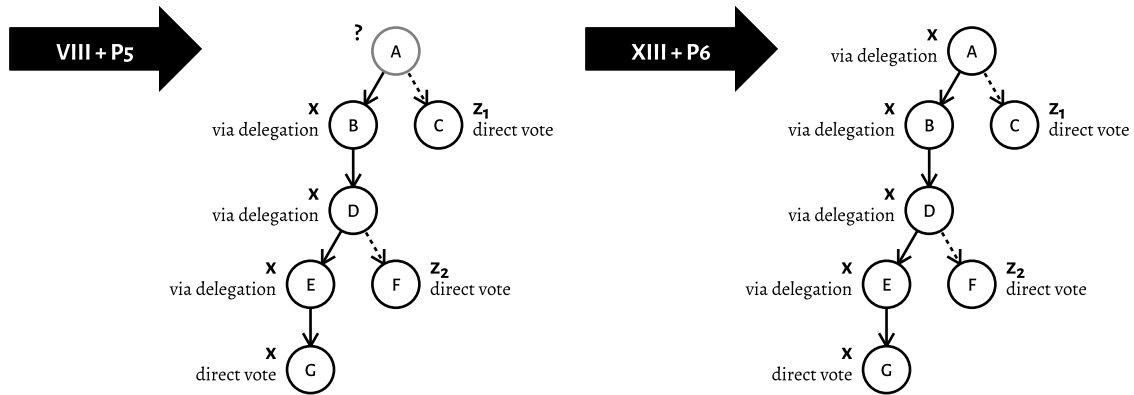 VIII + P5
?
A
x
via delegation
B
C
z₁
direct vote
x
via delegation
D
x
via delegation
E
F
z₂
direct vote
x
direct vote
G
XIII + P6
x
via delegation
A
x
via delegation
B
C
z₁
direct vote
x
via delegation
D
x
via delegation
E
F
z₂
direct vote
x
direct vote
G